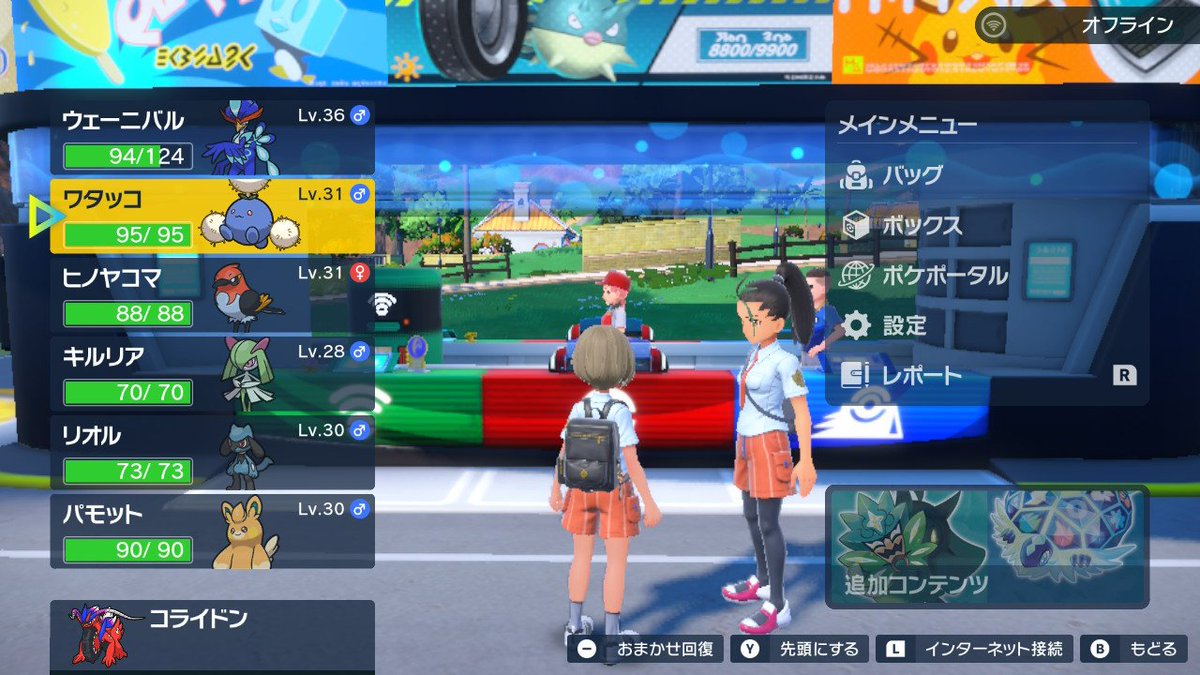 オフライン
8800/9900
ウェーニバル
Lv.36 ♂
94/124
ワタッコ
Lv.31 ♂
95/ 95
ヒノヤコマ
Lv.31 ♀
88/ 88
キルリア
Lv.28 ♂
70/ 70
リオル
Lv.30 ♂
73/ 73
パモット
Lv.30 ♂
90/ 90
コライドン
メインメニュー
バッグ
ボックス
ポケポータル
設定
レポート
R
追加コンテンツ
おまかせ回復
Y 先頭にする
L インターネット接続
B もどる